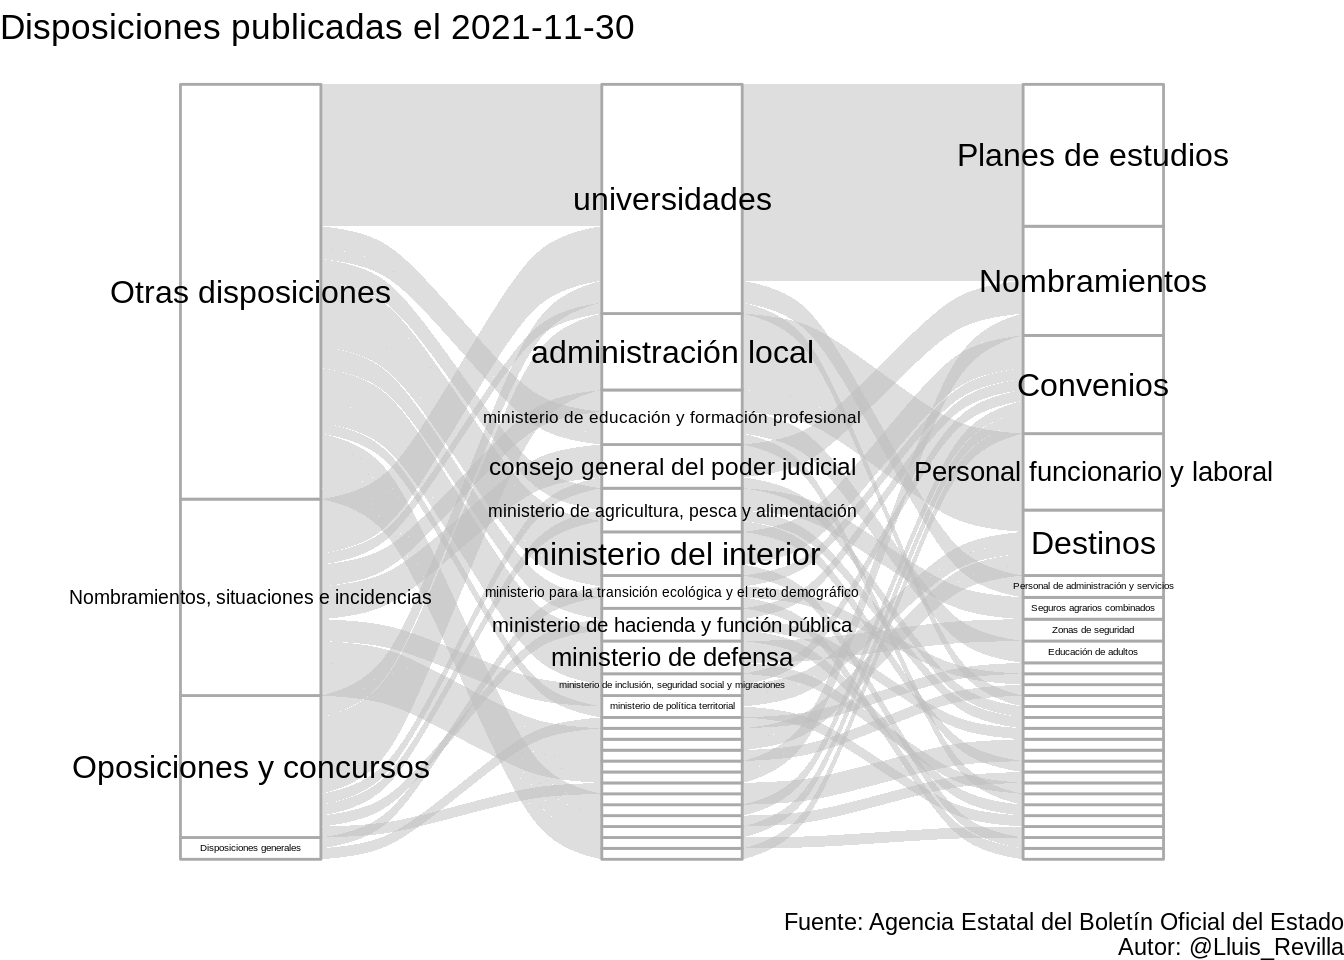 Disposiciones publicadas el 2021-11-30
Otras disposiciones
Nombramientos, situaciones e incidencias
Oposiciones y concursos
Disposiciones generales
universidades
administración local
ministerio de educación y formación profesional
consejo general del poder judicial
ministerio de agricultura, pesca y alimentación
ministerio del interior
ministerio para la transición ecológica y el reto demográfico
ministerio de hacienda y función pública
ministerio de defensa
ministerio de inclusión, seguridad social y migraciones
ministerio de política territorial
Planes de estudios
Nombramientos
Convenios
Personal funcionario y laboral
Destinos
Personal de administración y servicios
Seguros agrarios combinados
Zonas de seguridad
Educación de adultos
Fuente: Agencia Estatal del Boletín Oficial del Estado
Autor: @Lluis_Revilla